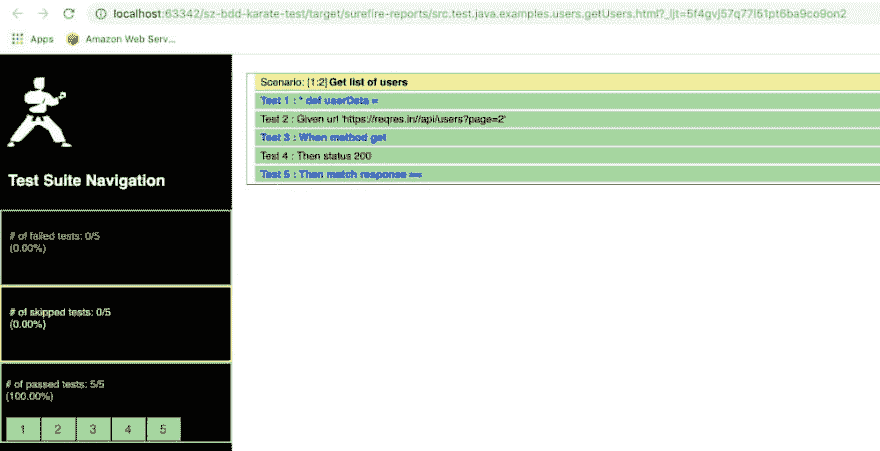 localhost:63342/sz-bdd-karate-test/target/surefire-reports/src.test.java.examples.users.getUsers.html?_ijt=5f4gvj57q77l51pt6ba9co9on2
Apps Amazon Web Serv...
Scenario: [1:2] Get list of users
Test 1 : * def userData =
Test 2 : Given url 'https://reqres.in//api/users?page=2'
Test 3 : When method get
Test 4 : Then status 200
Test 5 : Then match response ==
Test Suite Navigation
# of failed tests: 0/5
(0.00%)
# of skipped tests: 0/5
(0.00%)
# of passed tests: 5/5
(100.00%)
1 2 3 4 5